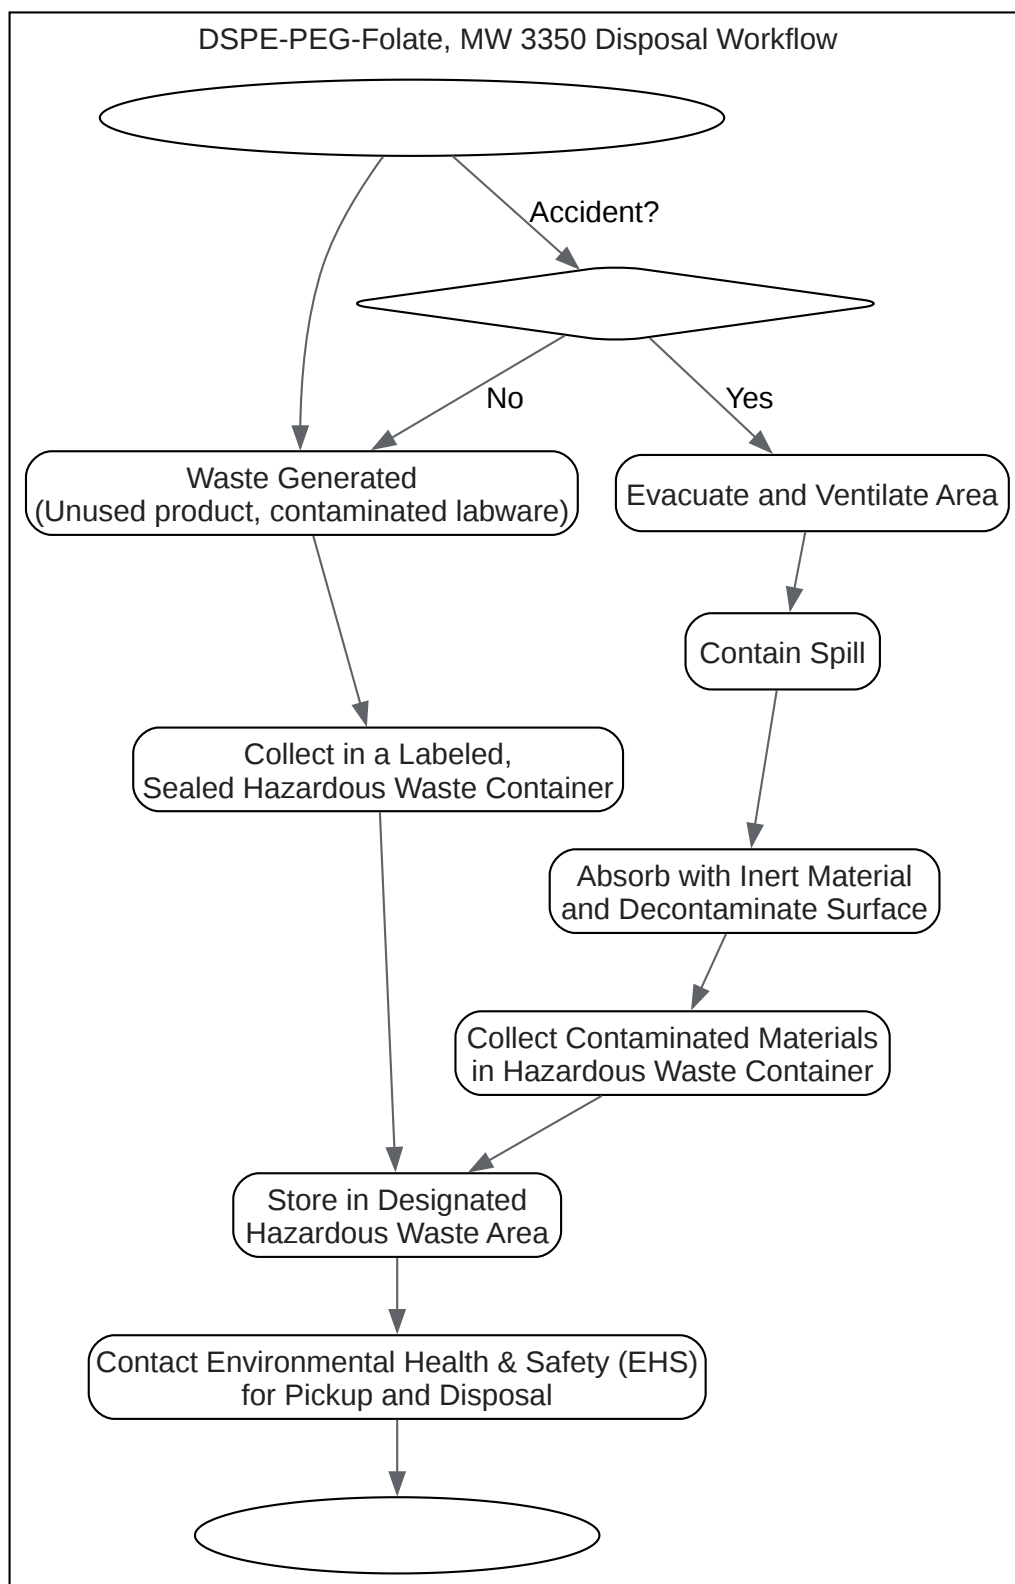 DSPE-PEG-Folate, MW 3350 Disposal Workflow
Accident?
No
Yes
Waste Generated
(Unused product, contaminated labware)
Evacuate and Ventilate Area
Contain Spill
Collect in a Labeled,
Sealed Hazardous Waste Container
Absorb with Inert Material
and Decontaminate Surface
Collect Contaminated Materials
in Hazardous Waste Container
Store in Designated
Hazardous Waste Area
Contact Environmental Health & Safety (EHS)
for Pickup and Disposal